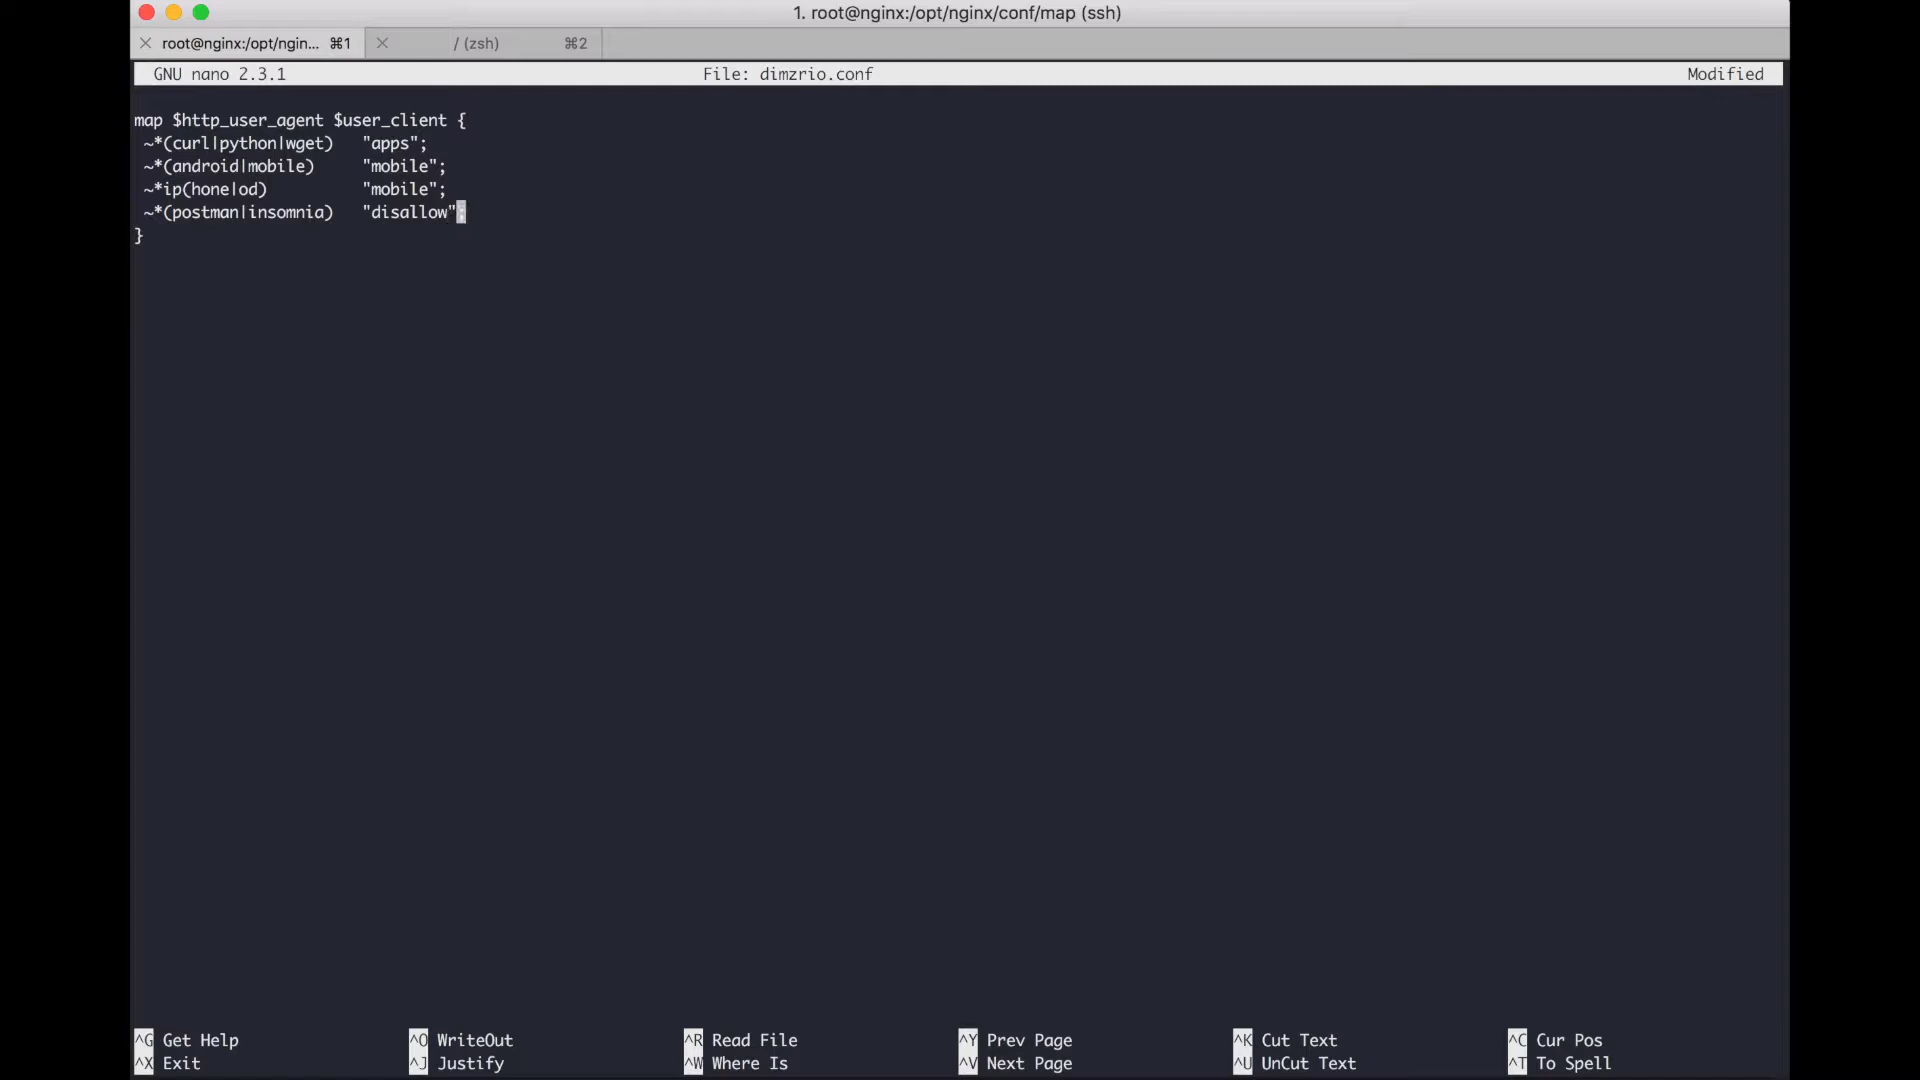 1. root@nginx:/opt/nginx/conf/map (ssh)
root@nginx:/opt/ngin... ⌘1 / (zsh) ⌘2
GNU nano 2.3.1 File: dimzrio.conf Modified
map $http_user_agent $user_client {
~*(curl|python|wget) "apps";
~*(android|mobile) "mobile";
~*ip(hone|od) "mobile";
~*(postman|insomnia) "disallow";
}
^G Get Help ^O WriteOut ^R Read File ^Y Prev Page ^K Cut Text ^C Cur Pos
^X Exit ^J Justify ^W Where Is ^V Next Page ^U UnCut Text ^T To Spell